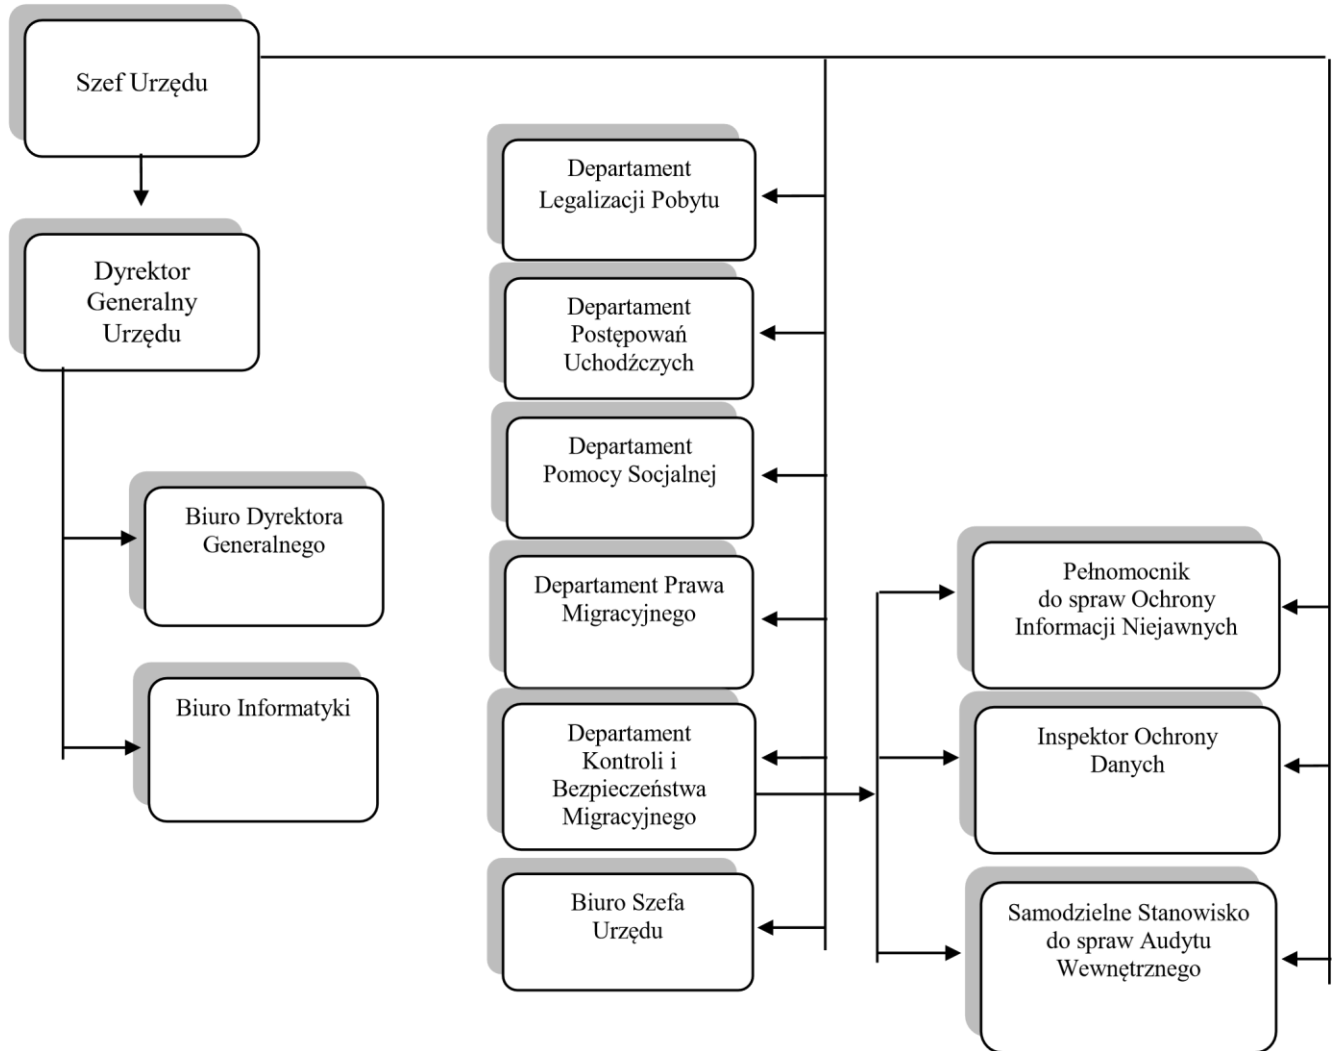 Szef Urzędu
Dyrektor
Generalny
Urzędu
Biuro Dyrektora
Generalnego
Biuro Informatyki
Departament
Legalizacji Pobytu
Departament
Postępowań
Uchodźczych
Departament
Pomocy Socjalnej
Departament Prawa
Migracyjnego
Departament
Kontroli i
Bezpieczeństwa
Migracyjnego
Biuro Szefa
Urzędu
Pełnomocnik
do spraw Ochrony
Informacji Niejawnych
Inspektor Ochrony
Danych
Samodzielne Stanowisko
do spraw Audytu
Wewnętrznego